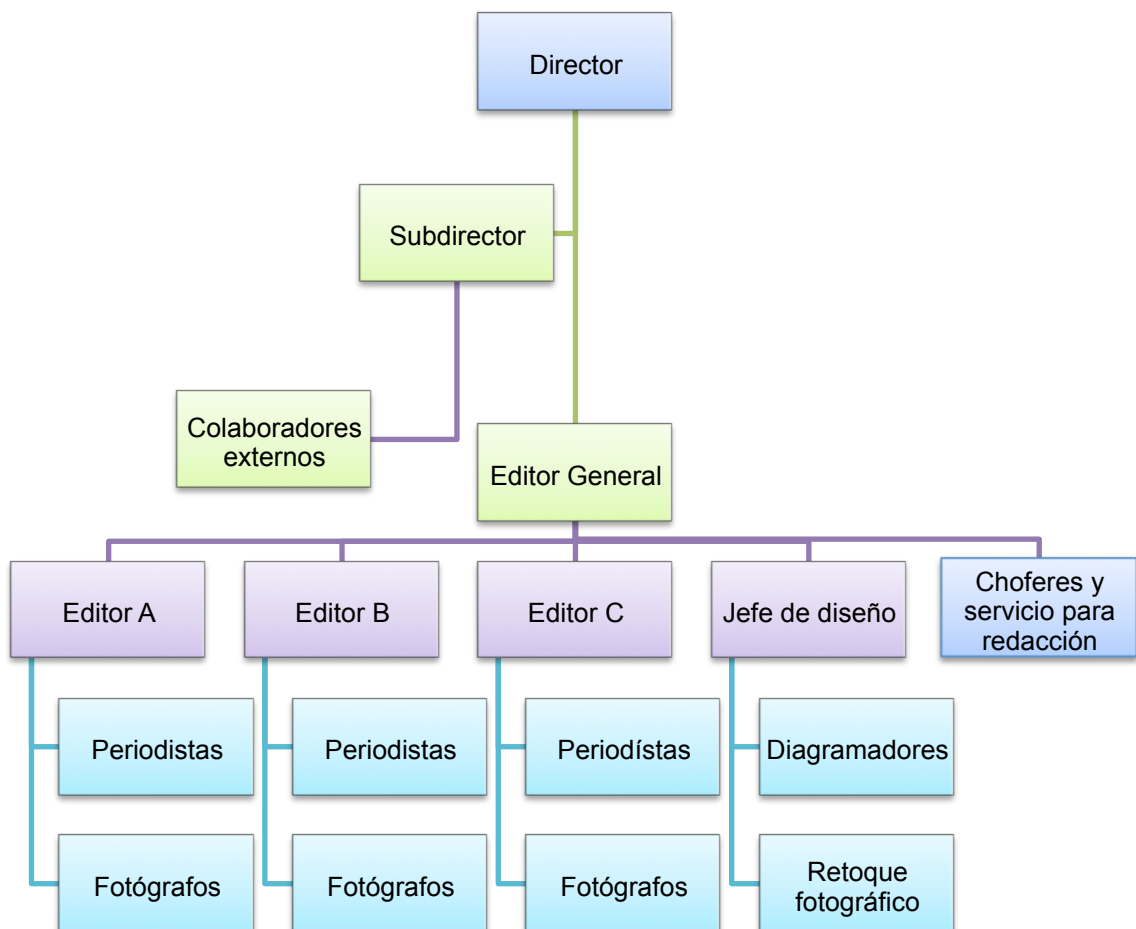 Director
Subdirector
Colaboradores
externos
Editor General
Editor A
Editor B
Editor C
Jefe de diseño
Choferes y
servicio para
redacción
Periodistas
Periodistas
Periodístas
Diagramadores
Fotógrafos
Fotógrafos
Fotógrafos
Retoque
fotográfico